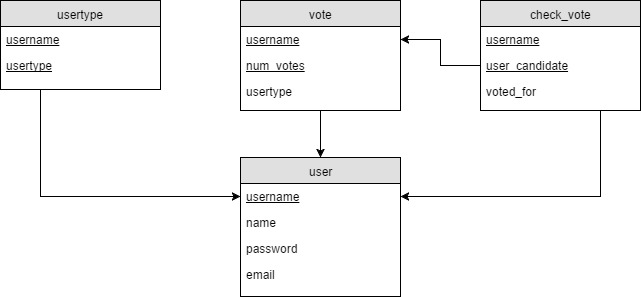 usertype
username
usertype
vote
username
num_votes
usertype
check_vote
username
user_candidate
voted_for
user
username
name
password
email